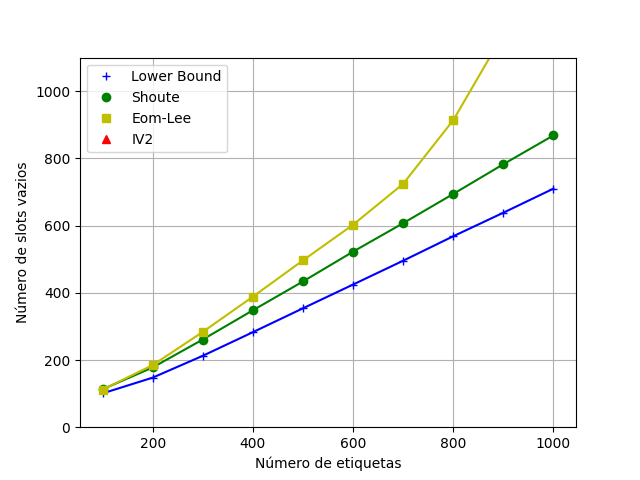 Lower Bound
Shoute
Eom-Lee
IV2
1000
800
600
400
200
0
Número de slots vazios
200 400 600 800 1000
Número de etiquetas